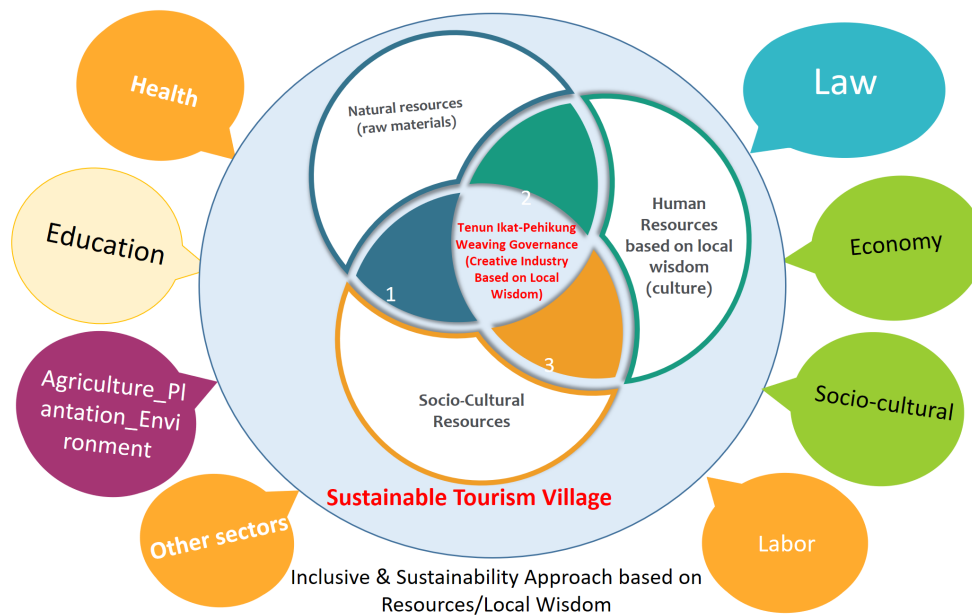 Health
Law
Natural resources
(raw materials)
2
Human
Resources
based on local
wisdom
(culture)
Education
Tenun Ikat-Pehikung
Weaving Governance
(Creative Industry
Based on Local
Wisdom)
Economy
1
3
Agriculture_Pl
antation_Envi
ronment
Socio-Cultural
Resources
Socio-cultural
Sustainable Tourism Village
Other sectors
Labor
Inclusive & Sustainability Approach based on
Resources/Local Wisdom